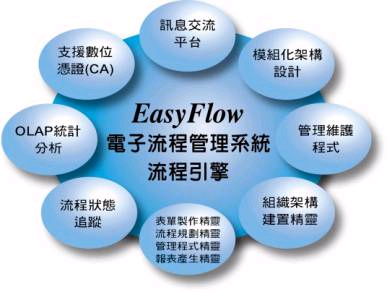 訊息交流
平台
支援數位
憑證(CA)
模組化架構
設計
EasyFlow
電子流程管理系統
流程引擎
OLAP統計
分析
管理維護
程式
流程狀態
追蹤
組織架構
建置精靈
表單製作精靈
流程規劃精靈
管理程式精靈
報表產生精靈